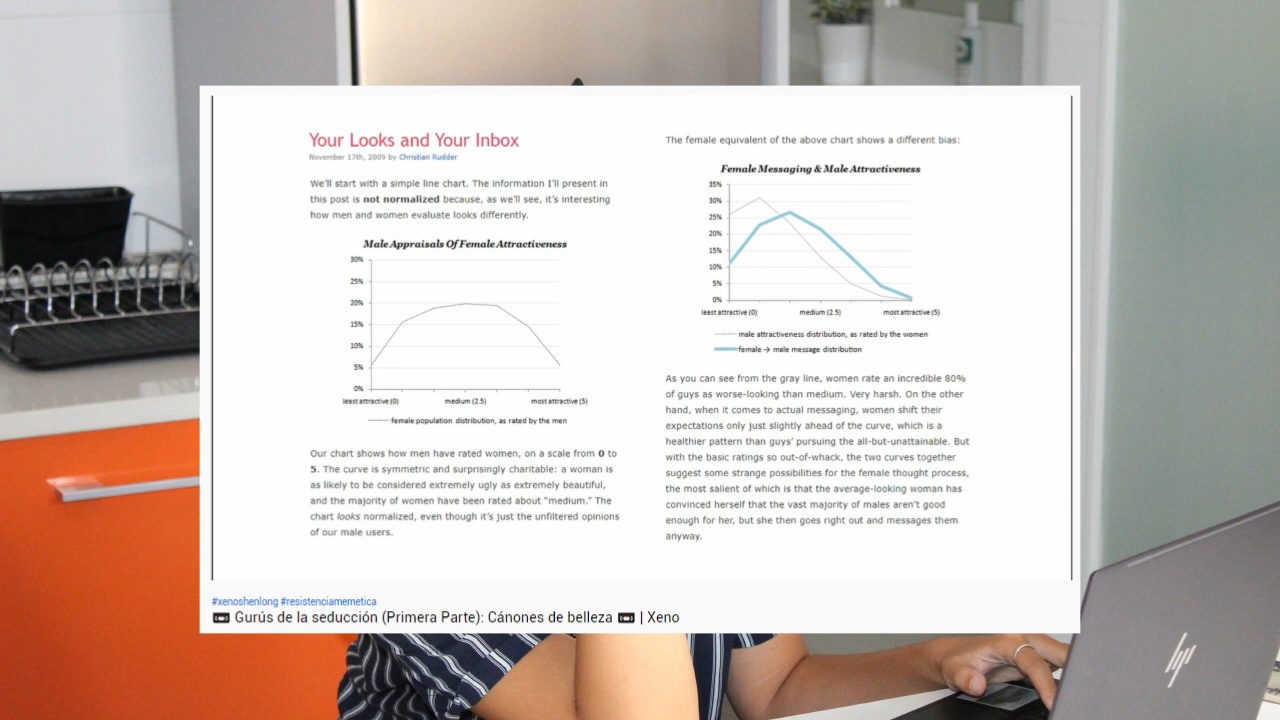 Your Looks and Your Inbox
November 17th, 2009 by Christian Rudder
We'll start with a simple line chart. The information I'll present in
this post is not normalized because, as we'll see, it's interesting
how men and women evaluate looks differently.
Male Appraisals Of Female Attractiveness
30%
25%
20%
15%
10%
5%
0%
least attractive (0) medium (2.5) most attractive (5)
female population distribution, as rated by the men
Our chart shows how men have rated women, on a scale from 0 to
5. The curve is symmetric and surprisingly charitable: a woman is
as likely to be considered extremely ugly as extremely beautiful,
and the majority of women have been rated about "medium." The
chart looks normalized, even though it's just the unfiltered opinions
of our male users.
The female equivalent of the above chart shows a different bias:
Female Messaging & Male Attractiveness
35%
30%
25%
20%
15%
10%
5%
0%
least attractive (0) medium (2.5) most attractive (5)
male attractiveness distribution, as rated by the women
female → male message distribution
As you can see from the gray line, women rate an incredible 80%
of guys as worse-looking than medium. Very harsh. On the other
hand, when it comes to actual messaging, women shift their
expectations only just slightly ahead of the curve, which is a
healthier pattern than guys' pursuing the all-but-unattainable. But
with the basic ratings so out-of-whack, the two curves together
suggest some strange possibilities for the female thought process,
the most salient of which is that the average-looking woman has
convinced herself that the vast majority of males aren't good
enough for her, but she then goes right out and messages them
anyway.
#xenoshenlong #resistenciamemetica
📼 Gurús de la seducción (Primera Parte): Cánones de belleza 📼 | Xeno
hp